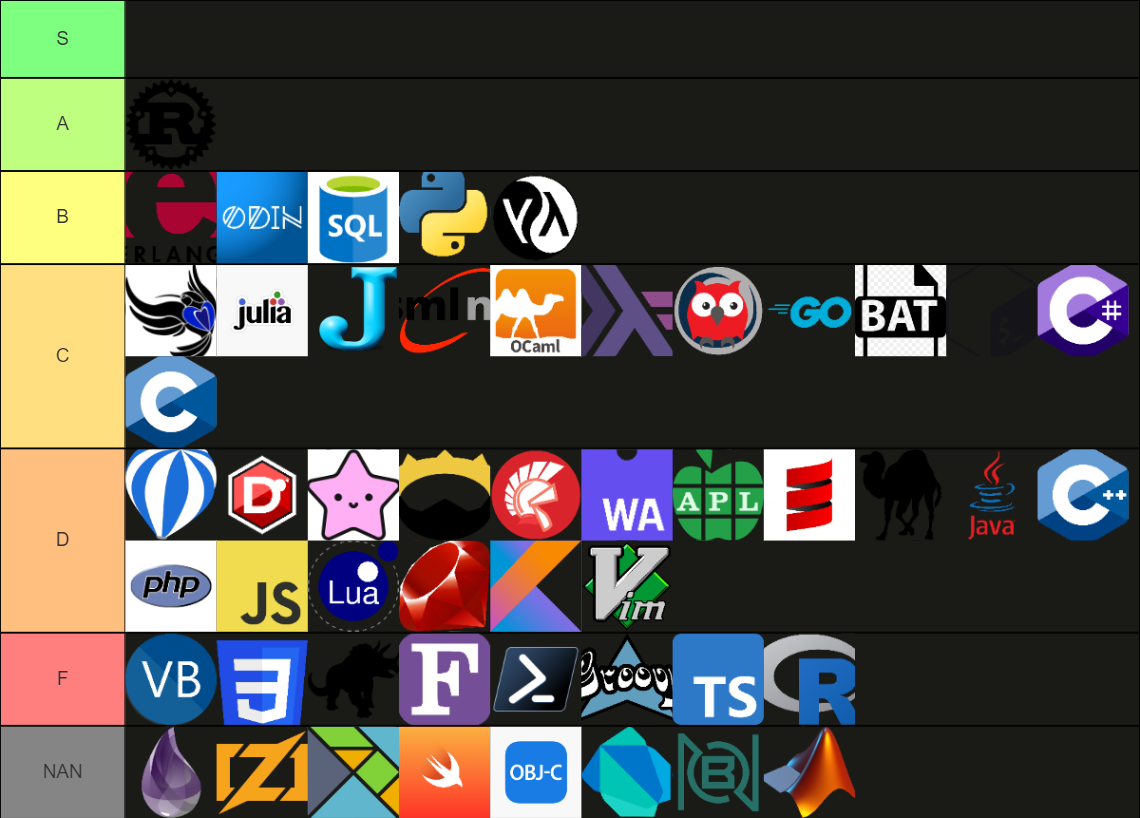 S
A
R
B
e
ERLANG
ODIN
SQL
C
julia
J
sml n
OCaml
GO
BAT
$_
C#
C
D
D
WA
APL
Java
C++
php
JS
Lua
Vim
F
VB
3
F
>_
Groovy
TS
R
NAN
OBJ-C